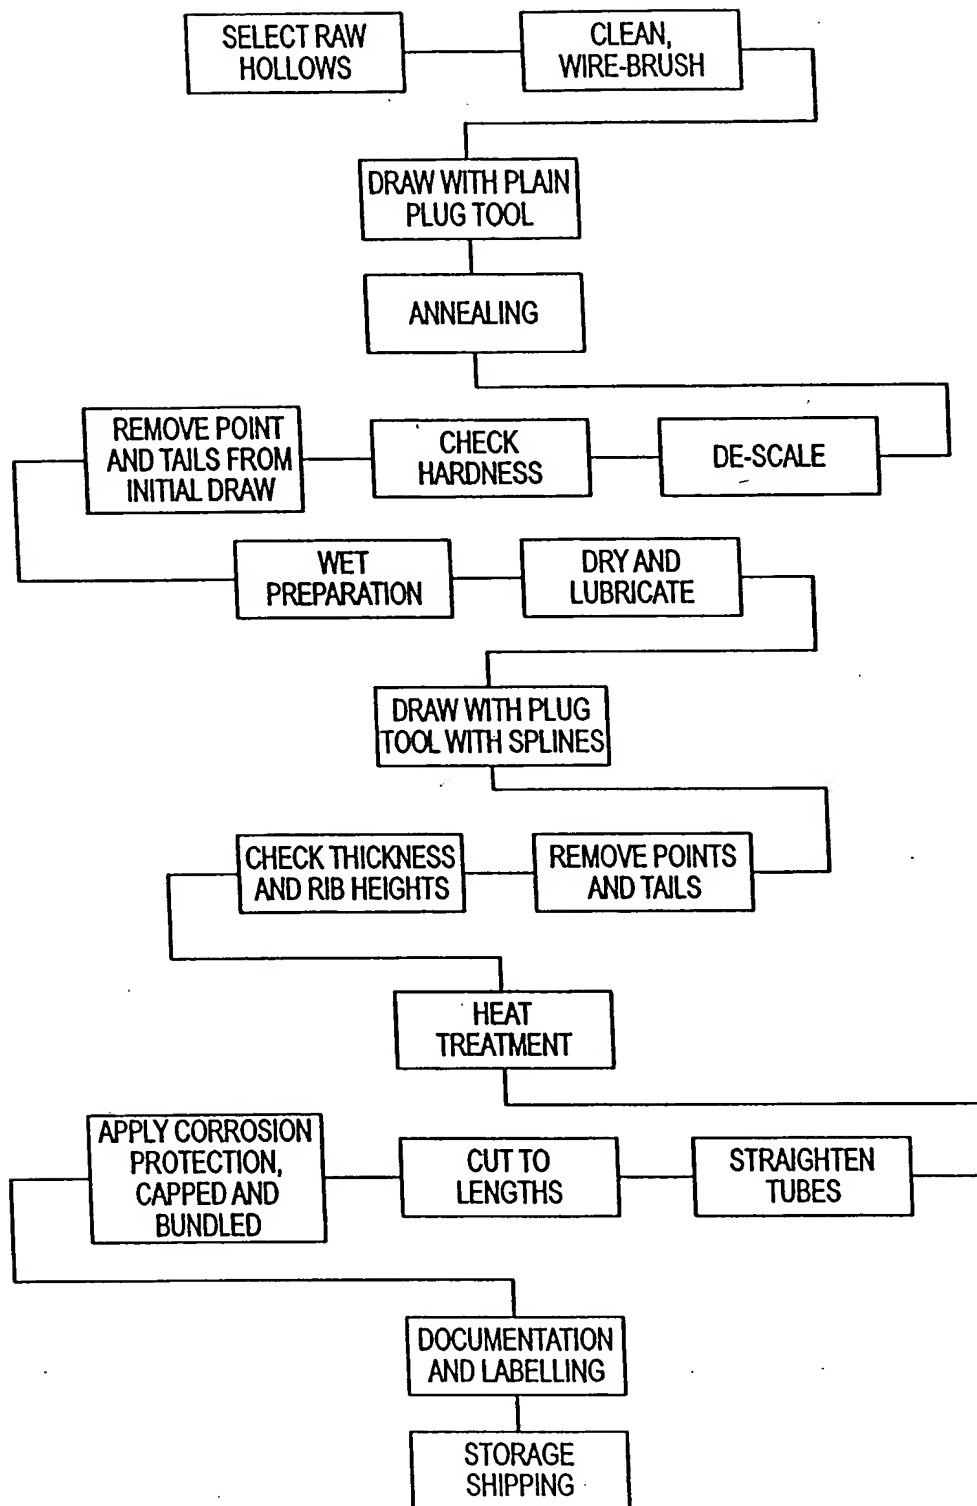 SELECT RAW
HOLLOWS
CLEAN,
WIRE-BRUSH
DRAW WITH PLAIN
PLUG TOOL
ANNEALING
REMOVE POINT
AND TAILS FROM
INITIAL DRAW
CHECK
HARDNESS
DE-SCALE
WET
PREPARATION
DRY AND
LUBRICATE
DRAW WITH PLUG
TOOL WITH SPLINES
CHECK THICKNESS
AND RIB HEIGHTS
REMOVE POINTS
AND TAILS
HEAT
TREATMENT
APPLY CORROSION
PROTECTION,
CAPPED AND
BUNDLED
CUT TO
LENGTHS
STRAIGHTEN
TUBES
DOCUMENTATION
AND LABELLING
STORAGE
SHIPPING